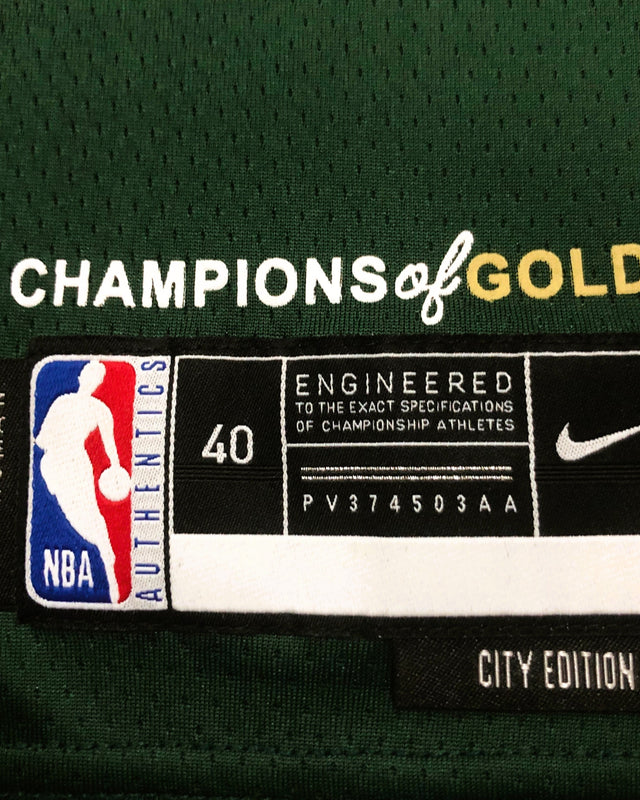 CHAMPIONS of GOLD
NBA
AUTHENTICS
40
ENGINEERED
TO THE EXACT SPECIFICATIONS
OF CHAMPIONSHIP ATHLETES
PV374503AA
CITY EDITION